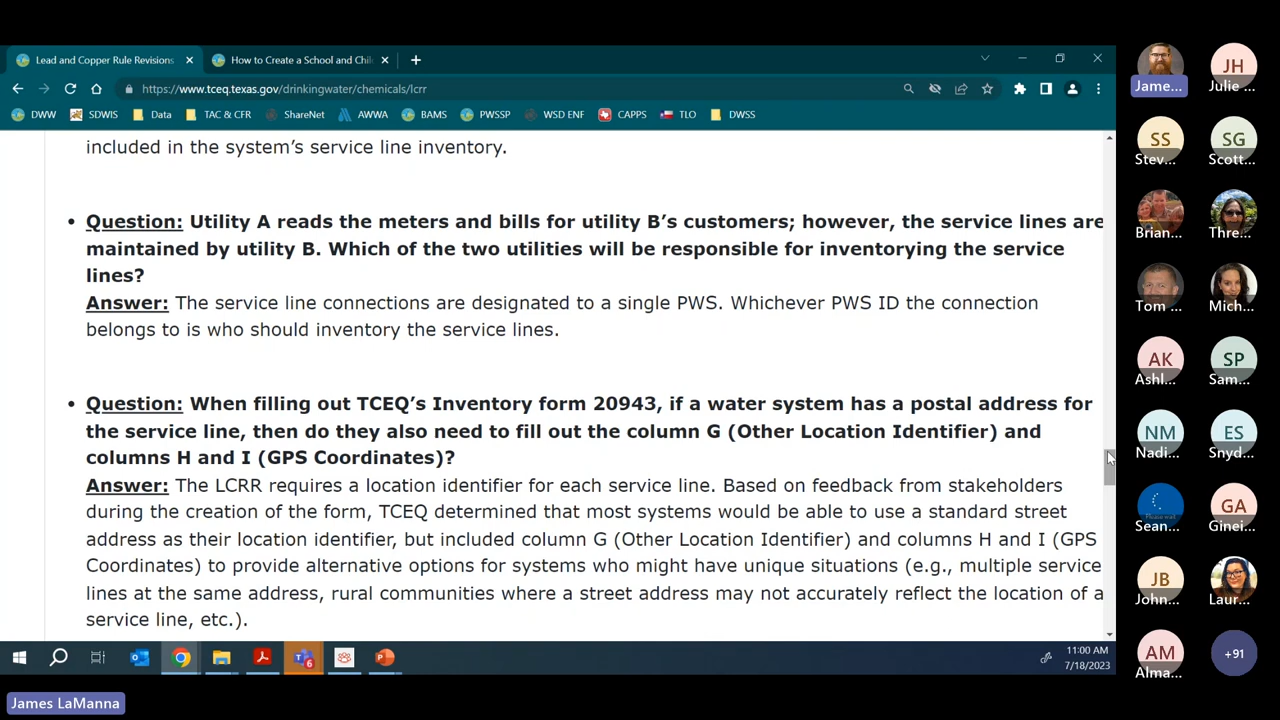 Lead and Copper Rule Revisions
How to Create a School and Chil
https://www.tceq.texas.gov/drinkingwater/chemicals/lcrr
DWW SDWIS Data TAC & CFR ShareNet AWWA BAMS PWSSP WSD ENF CAPPS TLO DWSS
included in the system’s service line inventory.
• Question: Utility A reads the meters and bills for utility B’s customers; however, the service lines are
maintained by utility B. Which of the two utilities will be responsible for inventorying the service
lines?
Answer: The service line connections are designated to a single PWS. Whichever PWS ID the connection
belongs to is who should inventory the service lines.
• Question: When filling out TCEQ’s Inventory form 20943, if a water system has a postal address for
the service line, then do they also need to fill out the column G (Other Location Identifier) and
columns H and I (GPS Coordinates)?
Answer: The LCRR requires a location identifier for each service line. Based on feedback from stakeholders
during the creation of the form, TCEQ determined that most systems would be able to use a standard street
address as their location identifier, but included column G (Other Location Identifier) and columns H and I (GPS
Coordinates) to provide alternative options for systems who might have unique situations (e.g., multiple service
lines at the same address, rural communities where a street address may not accurately reflect the location of a
service line, etc.).
6
11:00 AM
7/18/2023
James LaManna
JH
Jame... Julie ...
SS SG
Stev... Scott...
Brian... Thre...
Tom ... Mich...
AK SP
Ashl... Sam...
NM ES
Nadi... Snyd...
GA
Sean... Ginei...
JB
John... Laur...
AM +91
Alma...